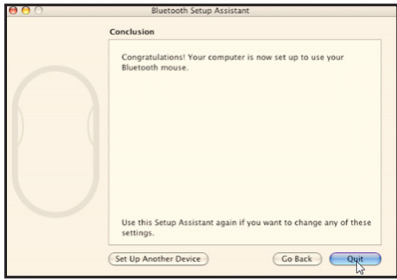 Bluetooth Setup Assistant
Conclusion
Congratulations! Your computer is now set up to use your
Bluetooth mouse.
Use this Setup Assistant again if you want to change any of these
settings.
Set Up Another Device
Go Back
Quit